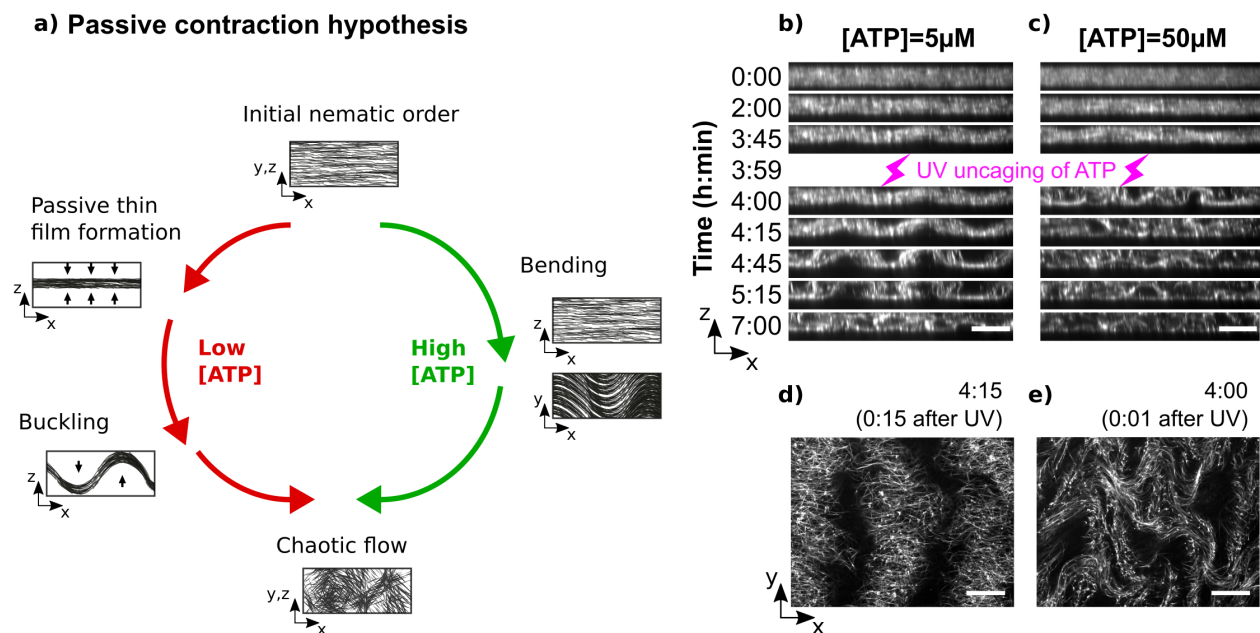 a) Passive contraction hypothesis
Initial nematic order
y,z
x
Passive thin
film formation
z
x
Low
[ATP]
High
[ATP]
Bending
z
x
y
x
Buckling
z
x
Chaotic flow
y,z
x
b) [ATP]=5µM
c) [ATP]=50µM
Time (h:min)
0:00
2:00
3:45
3:59
UV uncaging of ATP
4:00
4:15
4:45
5:15
7:00
z
x
d) 4:15
(0:15 after UV)
e) 4:00
(0:01 after UV)
y
x